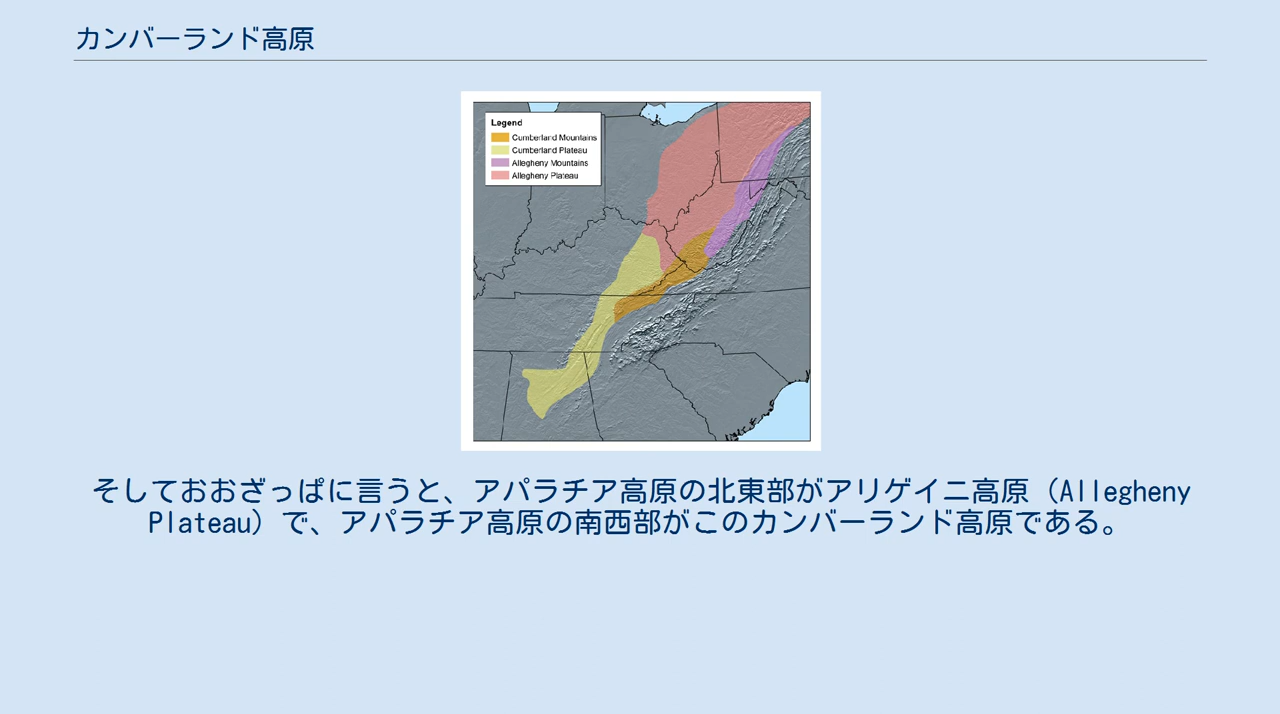 カンバーランド高原
Legend
Cumberland Mountains
Cumberland Plateau
Allegheny Mountains
Allegheny Plateau
そしておおざっぱに言うと、アパラチア高原の北東部がアリゲイニ高原（Allegheny
Plateau）で、アパラチア高原の南西部がこのカンバーランド高原である。